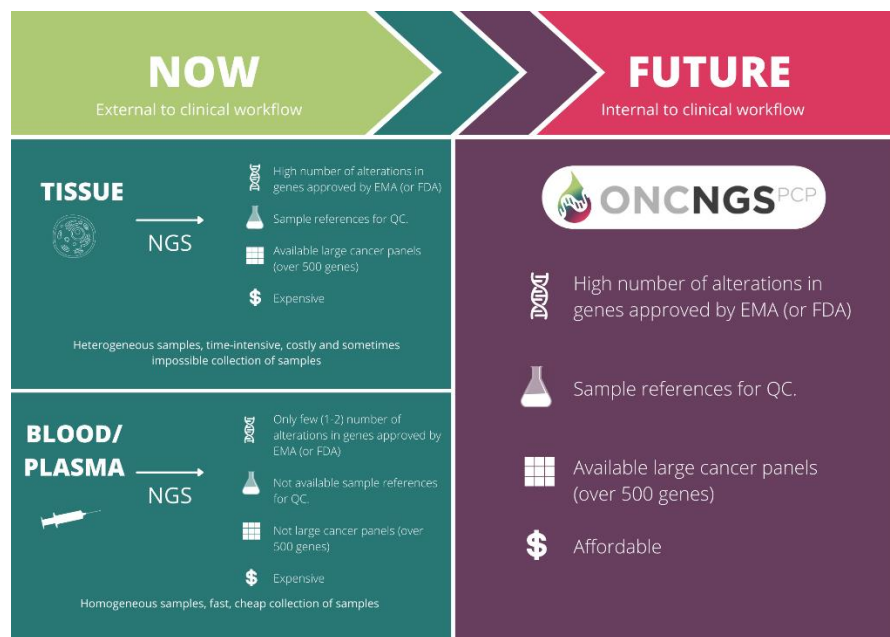 NOW
External to clinical workflow
FUTURE
Internal to clinical workflow
TISSUE
NGS
High number of alterations in
genes approved by EMA (or FDA)
Sample references for QC.
Available large cancer panels
(over 500 genes)
$ Expensive
Heterogeneous samples, time-intensive, costly and sometimes
impossible collection of samples
BLOOD/
PLASMA
NGS
Only few (1-2) number of
alterations in genes approved by
EMA (or FDA)
Not available sample references
for QC.
Not large cancer panels (over
500 genes)
$ Expensive
Homogeneous samples, fast, cheap collection of samples
ONCNGS PCP
High number of alterations in
genes approved by EMA (or FDA)
Sample references for QC.
Available large cancer panels
(over 500 genes)
$ Affordable